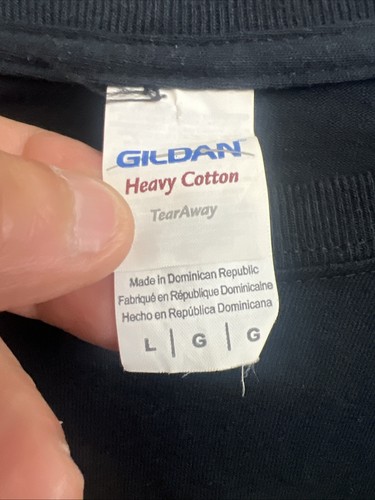 GILDAN
Heavy Cotton
TearAway
Made in Dominican Republic
Fabriqué en République Dominicaine
Hecho en República Dominicana
L | G | G